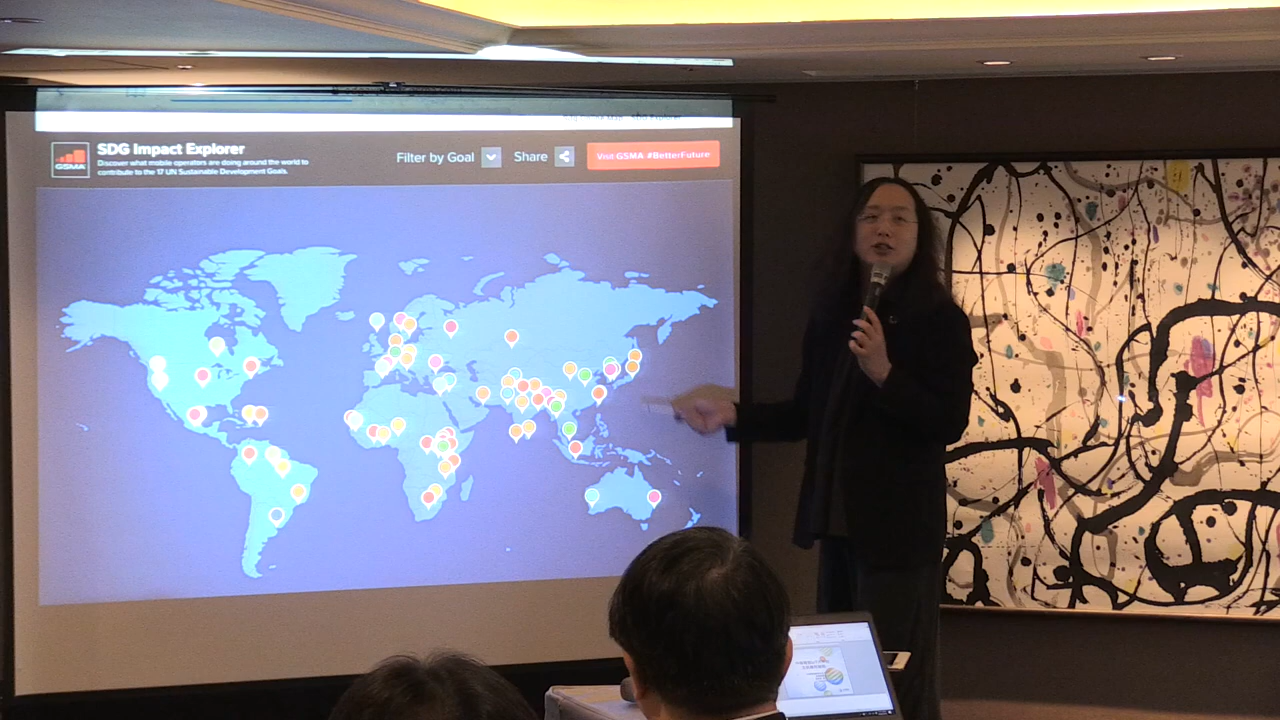 SDG Impact Explorer
Discover what mobile operators are doing around the world to
contribute to the 17 UN Sustainable Development Goals.
GSMA
Filter by Goal
Share
Visit GSMA #BetterFuture